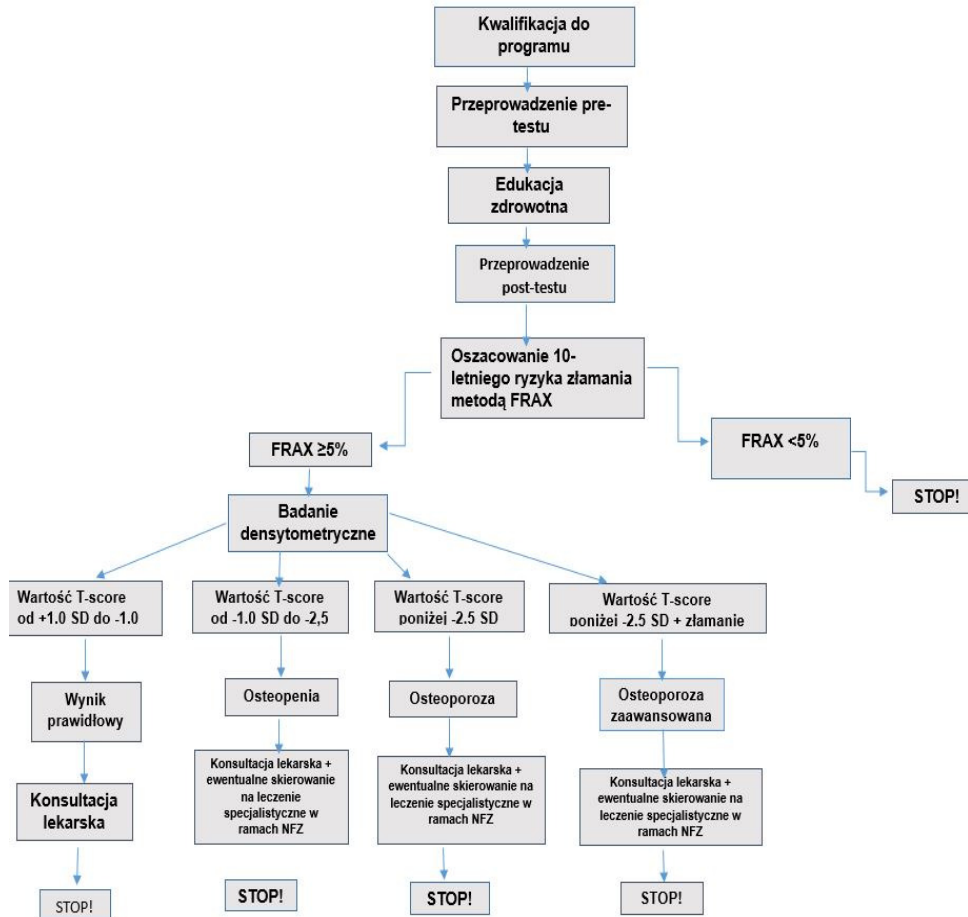 Kwalifikacja do
programu
Przeprowadzenie pre-
testu
Edukacja
zdrowotna
Przeprowadzenie
post-testu
Oszacowanie 10-
letniego ryzyka złamania
metodą FRAX
FRAX ≥5%
FRAX <5%
STOP!
Badanie
densytometryczne
Wartość T-score
od +1.0 SD do -1.0
Wartość T-score
od -1.0 SD do -2,5
Wartość T-score
poniżej -2.5 SD
Wartość T-score
poniżej -2.5 SD + złamanie
Wynik
prawidłowy
Osteopenia
Osteoporoza
Osteoporoza
zaawansowana
Konsultacja
lekarska
Konsultacja lekarska +
ewentualne skierowanie
na leczenie
specjalistyczne w
ramach NFZ
Konsultacja lekarska +
ewentualne skierowanie na
leczenie specjalistyczne w
ramach NFZ
Konsultacja lekarska +
ewentualne skierowanie na
leczenie specjalistyczne w
ramach NFZ
STOP!
STOP!
STOP!
STOP!